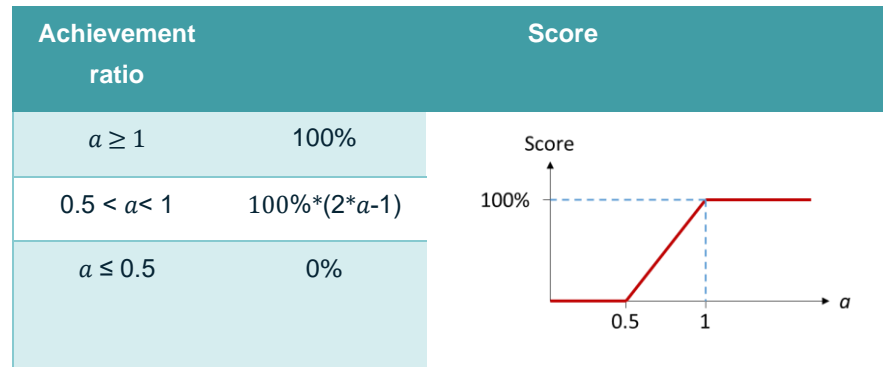 Achievement
ratio
Score
𝑎 ≥ 1
100%
0.5 < 𝑎< 1
100%*(2*𝑎-1)
𝑎 ≤ 0.5
0%
Score
100%
0.5
1
a